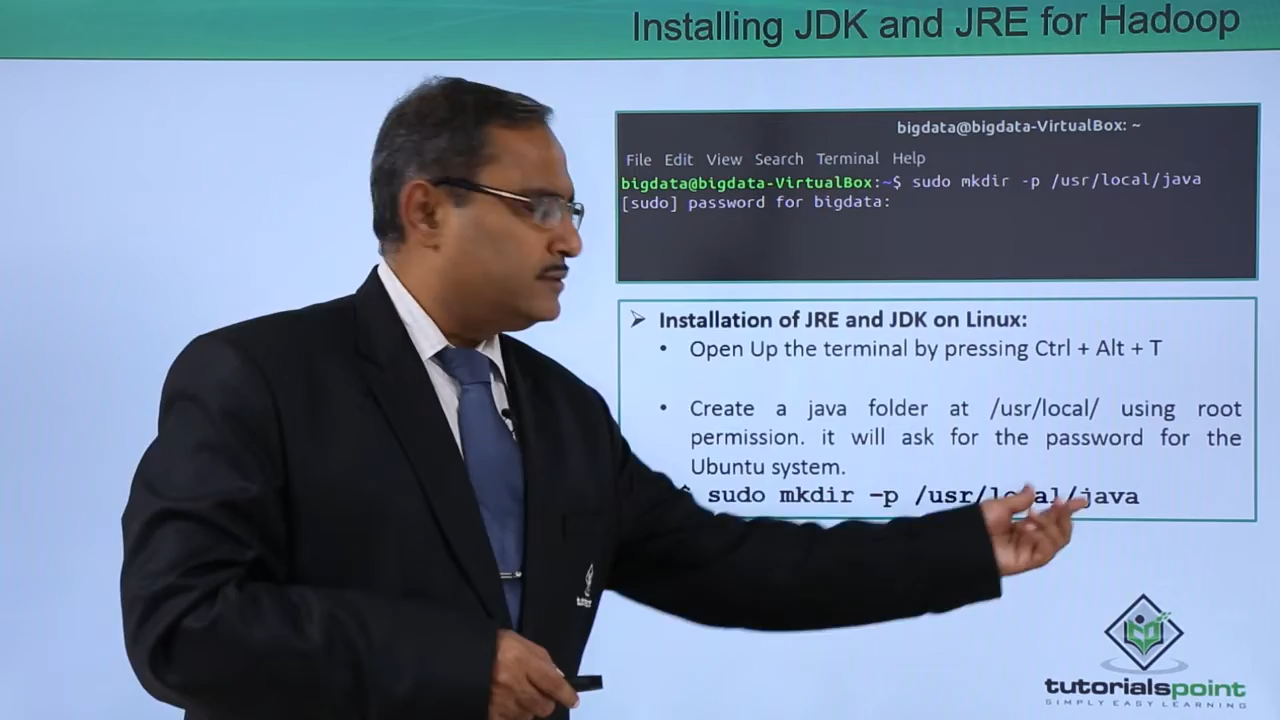 Installing JDK and JRE for Hadoop
bigdata@bigdata-VirtualBox: ~
File Edit View Search Terminal Help
bigdata@bigdata-VirtualBox:~$ sudo mkdir -p /usr/local/java
[sudo] password for bigdata:
➢ Installation of JRE and JDK on Linux:
• Open Up the terminal by pressing Ctrl + Alt + T
• Create a java folder at /usr/local/ using root
permission. it will ask for the password for the
Ubuntu system.
$ sudo mkdir –p /usr/local/java
tutorialspoint
SIMPLY EASY LEARNING